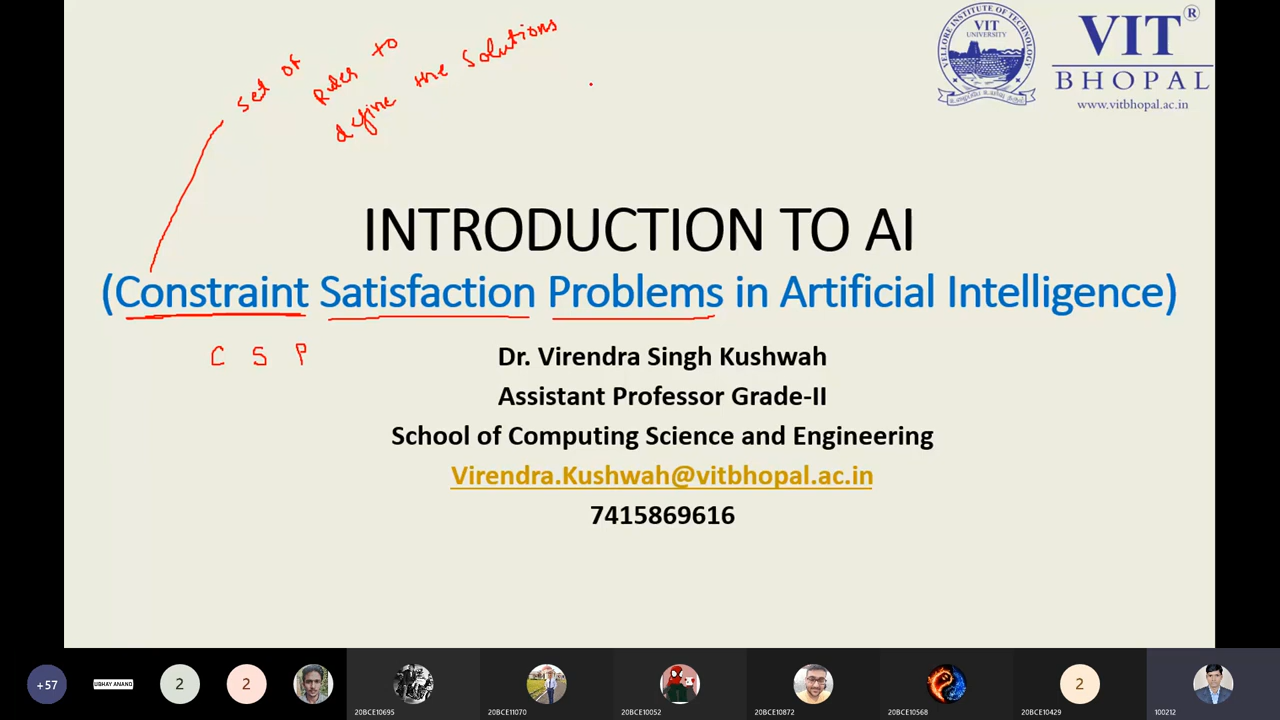 set of
Rules to
define the Solutions
VELLORE INSTITUTE OF TECHNOLOGY
VIT
UNIVERSITY
VIT®
BHOPAL
www.vitbhopal.ac.in
INTRODUCTION TO AI
(Constraint Satisfaction Problems in Artificial Intelligence)
C S P
Dr. Virendra Singh Kushwah
Assistant Professor Grade-II
School of Computing Science and Engineering
Virendra.Kushwah@vitbhopal.ac.in
7415869616
+57
UBHAY ANAND
2
2
20BCE10695
20BCE11070
20BCE10052
20BCE10872
20BCE10568
2
20BCE10429
100212